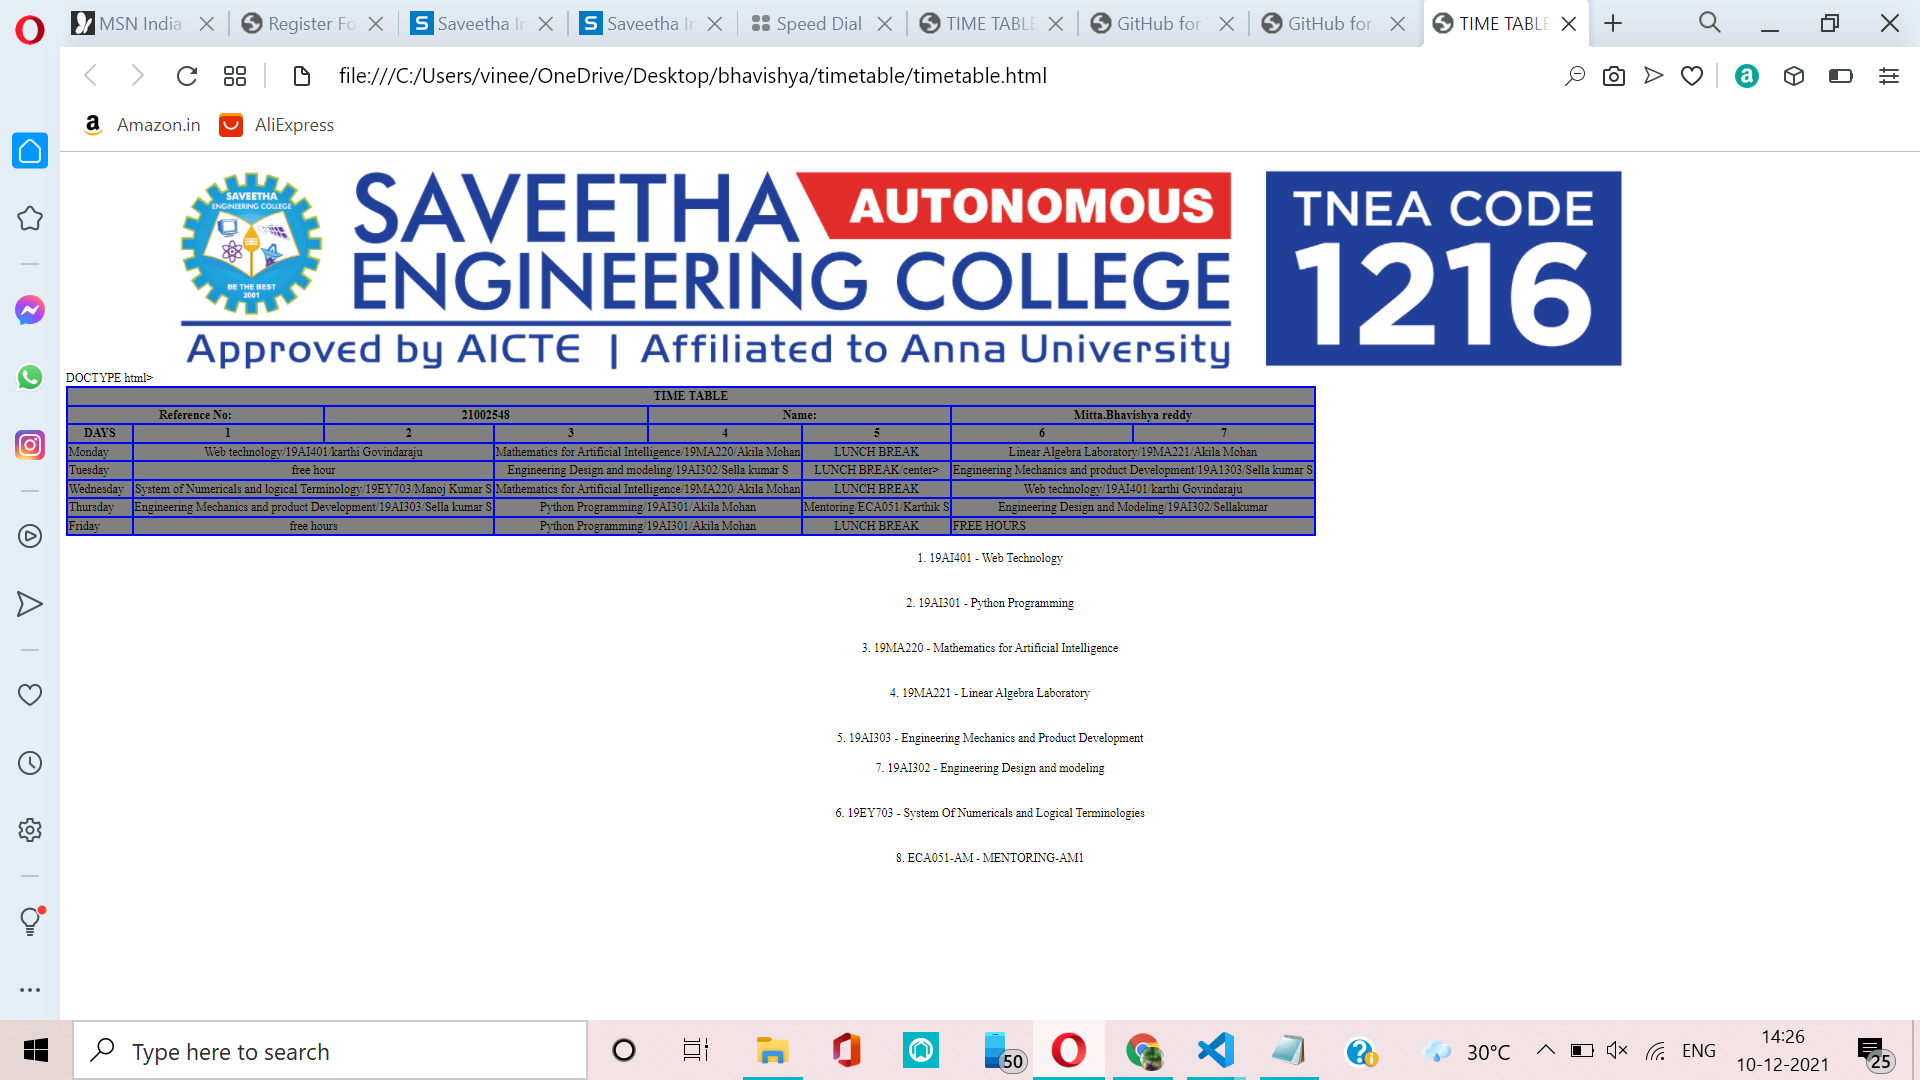 MSN India
Register Fo
Saveetha In
Saveetha In
Speed Dial
TIME TABLE
GitHub for
GitHub for
TIME TABLE
file:///C:/Users/vinee/OneDrive/Desktop/bhavishya/timetable/timetable.html
Amazon.in
AliExpress
SAVEETHA
ENGINEERING COLLEGE
BE THE BEST
2001
SAVEETHA AUTONOMOUS
ENGINEERING COLLEGE
Approved by AICTE | Affiliated to Anna University
TNEA CODE
1216
DOCTYPE html>
TIME TABLE
Reference No: 21002548 Name: Mitta.Bhavishya reddy
DAYS 1 2 3 4 5 6 7
Monday Web technology/19AI401/karthi Govindaraju Mathematics for Artificial Intelligence/19MA220/Akila Mohan LUNCH BREAK Linear Algebra Laboratory/19MA221/Akila Mohan
Tuesday free hour Engineering Design and modeling/19AI302/Sella kumar S LUNCH BREAK/center> Engineering Mechanics and product Development/19A1303/Sella kumar S
Wednesday System of Numericals and logical Terminology/19EY703/Manoj Kumar S Mathematics for Artificial Intelligence/19MA220/Akila Mohan LUNCH BREAK Web technology/19AI401/karthi Govindaraju
Thursday Engineering Mechanics and product Development/19AI303/Sella kumar S Python Programming/19AI301/Akila Mohan Mentoring/ECA051/Karthik S Engineering Design and Modeling/19AI302/Sellakumar
Friday free hours Python Programming/19AI301/Akila Mohan LUNCH BREAK FREE HOURS
1. 19AI401 - Web Technology
2. 19AI301 - Python Programming
3. 19MA220 - Mathematics for Artificial Intelligence
4. 19MA221 - Linear Algebra Laboratory
5. 19AI303 - Engineering Mechanics and Product Development
7. 19AI302 - Engineering Design and modeling
6. 19EY703 - System Of Numericals and Logical Terminologies
8. ECA051-AM - MENTORING-AM1
Type here to search
50
30°C
ENG
14:26
10-12-2021
25